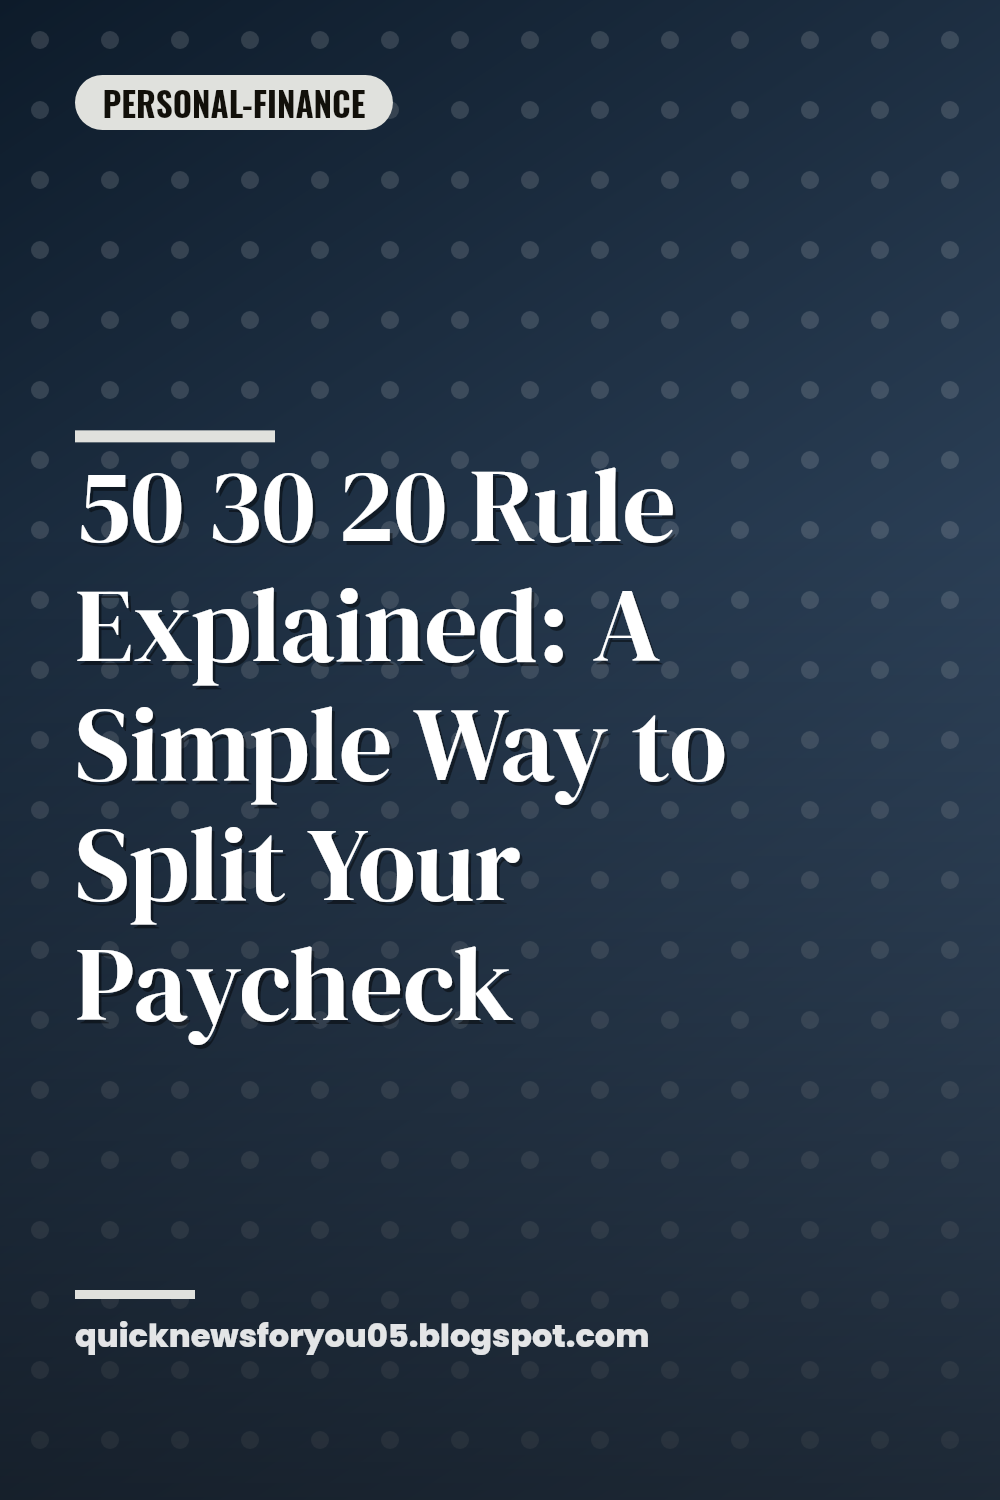 PERSONAL-FINANCE
50 30 20 Rule
Explained: A
Simple Way to
Split Your
Paycheck
quicknewsforyou05.blogspot.com